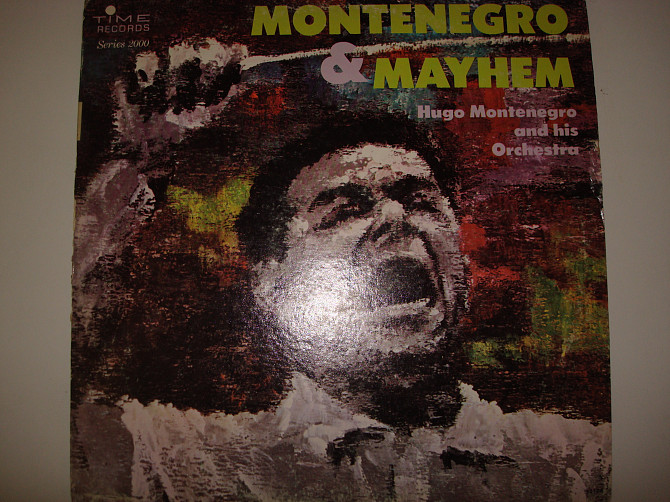 TIME
RECORDS
Series 2000
MONTENEGRO
& MAYHEM
Hugo Montenegro
and his
Orchestra